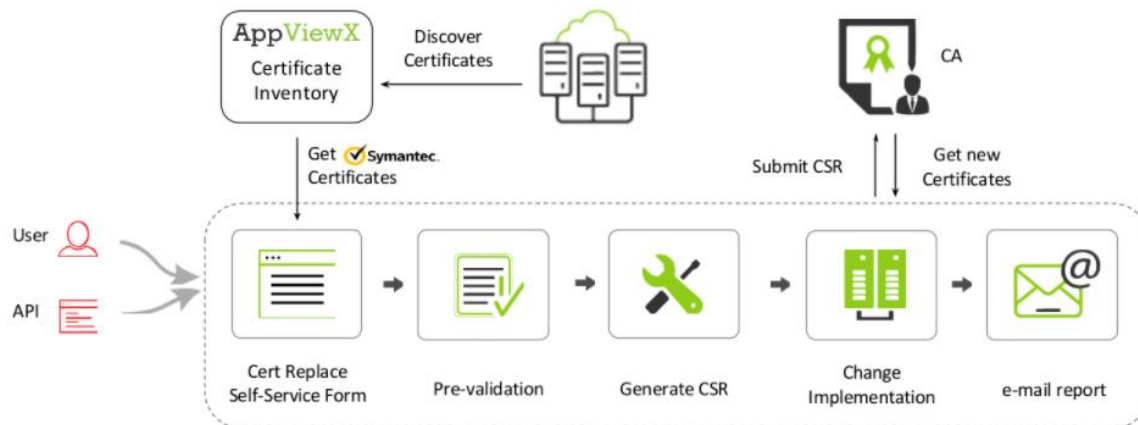 AppViewX
Certificate
Inventory
Discover
Certificates
CA
Get Symantec.
Certificates
Submit CSR
Get new
Certificates
User
API
Cert Replace
Self-Service Form
Pre-validation
Generate CSR
Change
Implementation
@
e-mail report